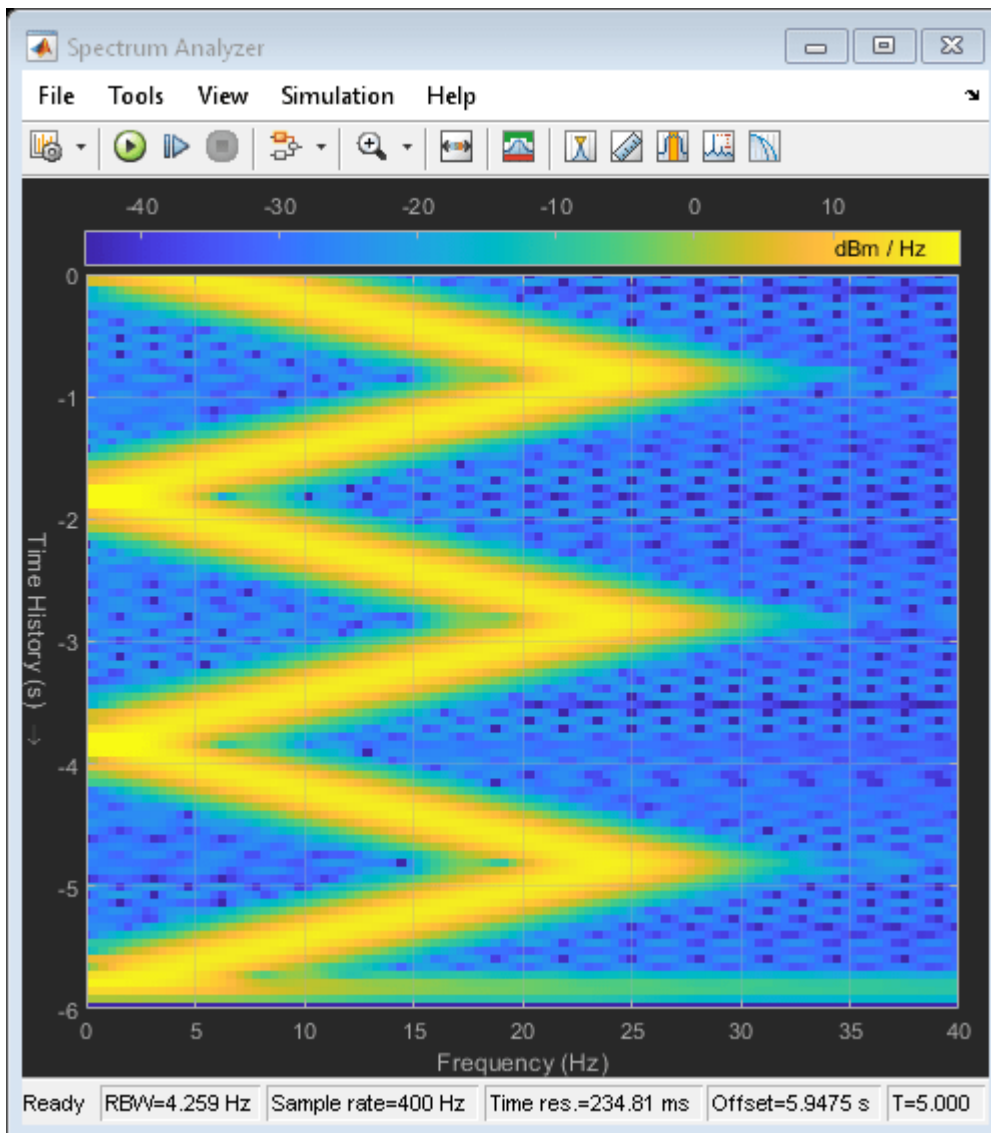 Spectrum Analyzer
File Tools View Simulation Help
-40 -30 -20 -10 0 10
dBm / Hz
0
-1
-2
-3
-4
-5
-6
Time History (s) →
0 5 10 15 20 25 30 35 40
Frequency (Hz)
Ready RBW=4.259 Hz Sample rate=400 Hz Time res.=234.81 ms Offset=5.9475 s T=5.000